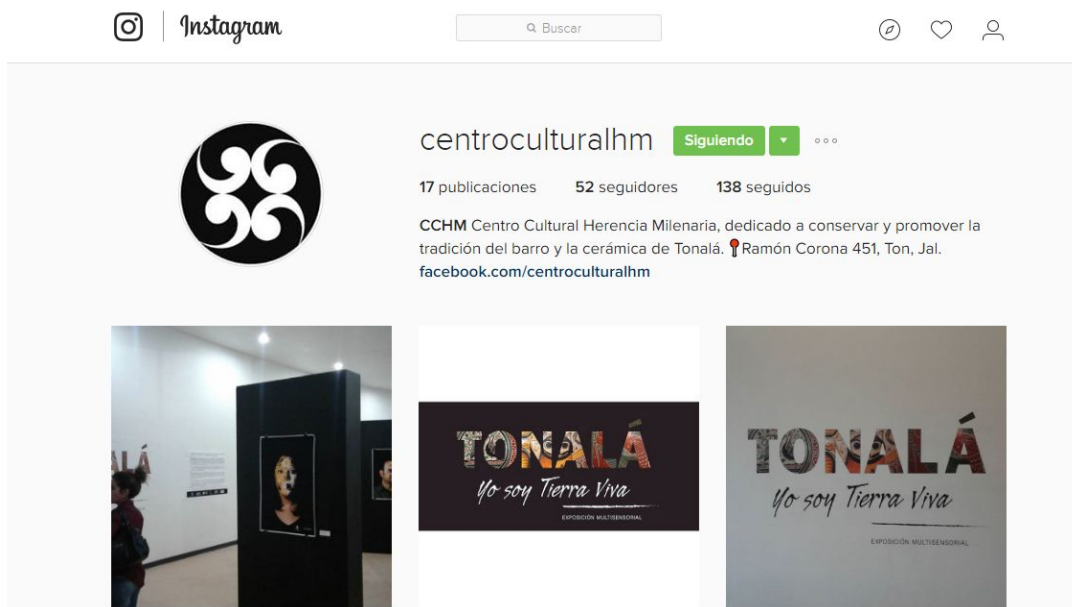 Instagram
Buscar
centroculturalhm Siguiendo
17 publicaciones 52 seguidores 138 seguidos
CCHM Centro Cultural Herencia Milenaria, dedicado a conservar y promover la
tradición del barro y la cerámica de Tonalá. 📍Ramón Corona 451, Ton, Jal.
facebook.com/centroculturalhm
ALÁ
TONALÁ
Yo soy Tierra Viva
EXPOSICIÓN MULTISENSORIAL
TONALÁ
Yo soy Tierra Viva
EXPOSICIÓN MULTISENSORIAL